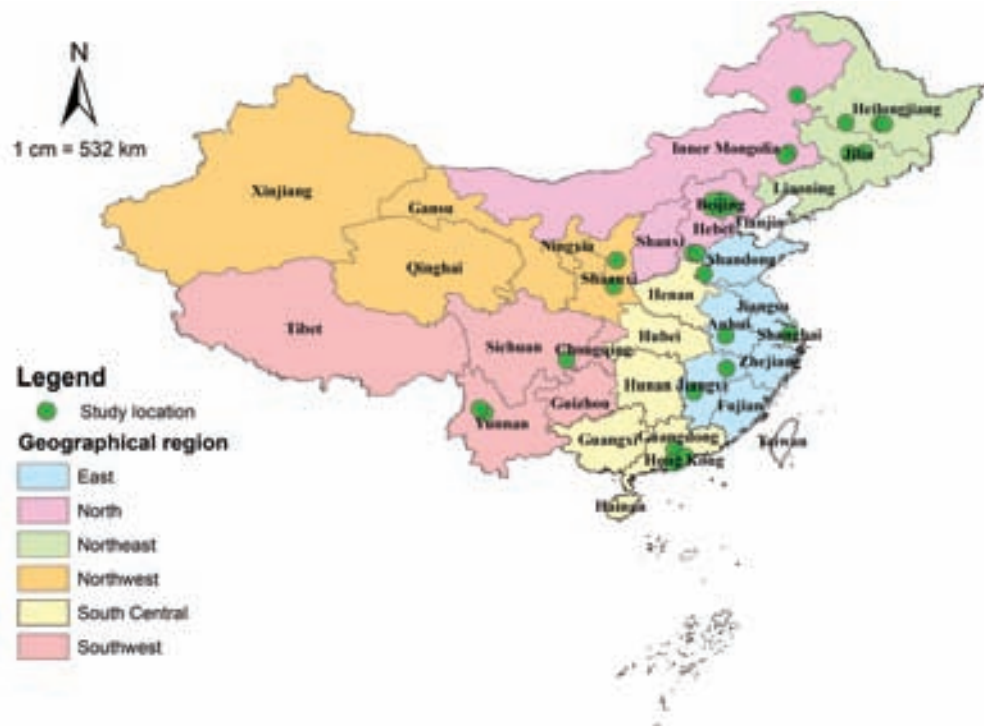 N
1 cm = 532 km
Heilongjiang
Jilin
Inner Mongolia
Liaoning
Xinjiang
Gansu
Beijing
Tianjin
Hebei
Ningxia
Shanxi
Shandong
Qinghai
Shaanxi
Henan
Jiangsu
Tibet
Anhui
Shanghai
Hubei
Sichuan
Chongqing
Zhejiang
Hunan
Jiangxi
Guizhou
Fujian
Yunnan
Guangxi
Guangdong
Taiwan
Hong Kong
Hainan
Legend
Study location
Geographical region
East
North
Northeast
Northwest
South Central
Southwest